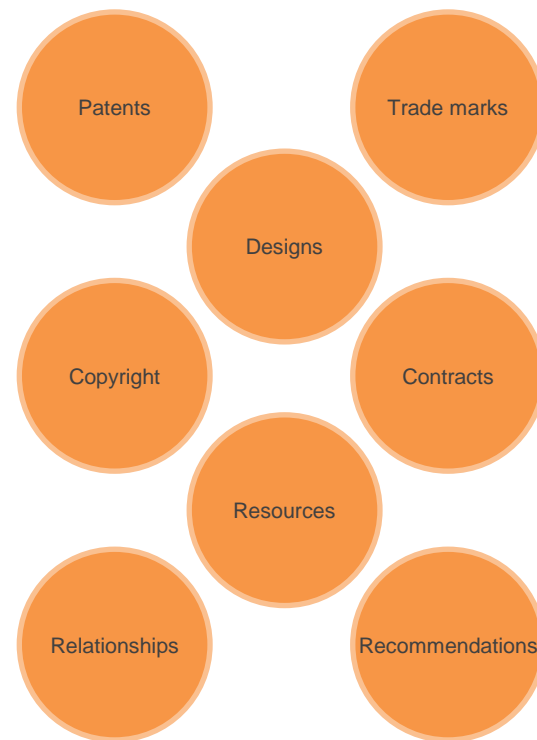 Patents
Trade marks
Designs
Copyright
Contracts
Resources
Relationships
Recommendations